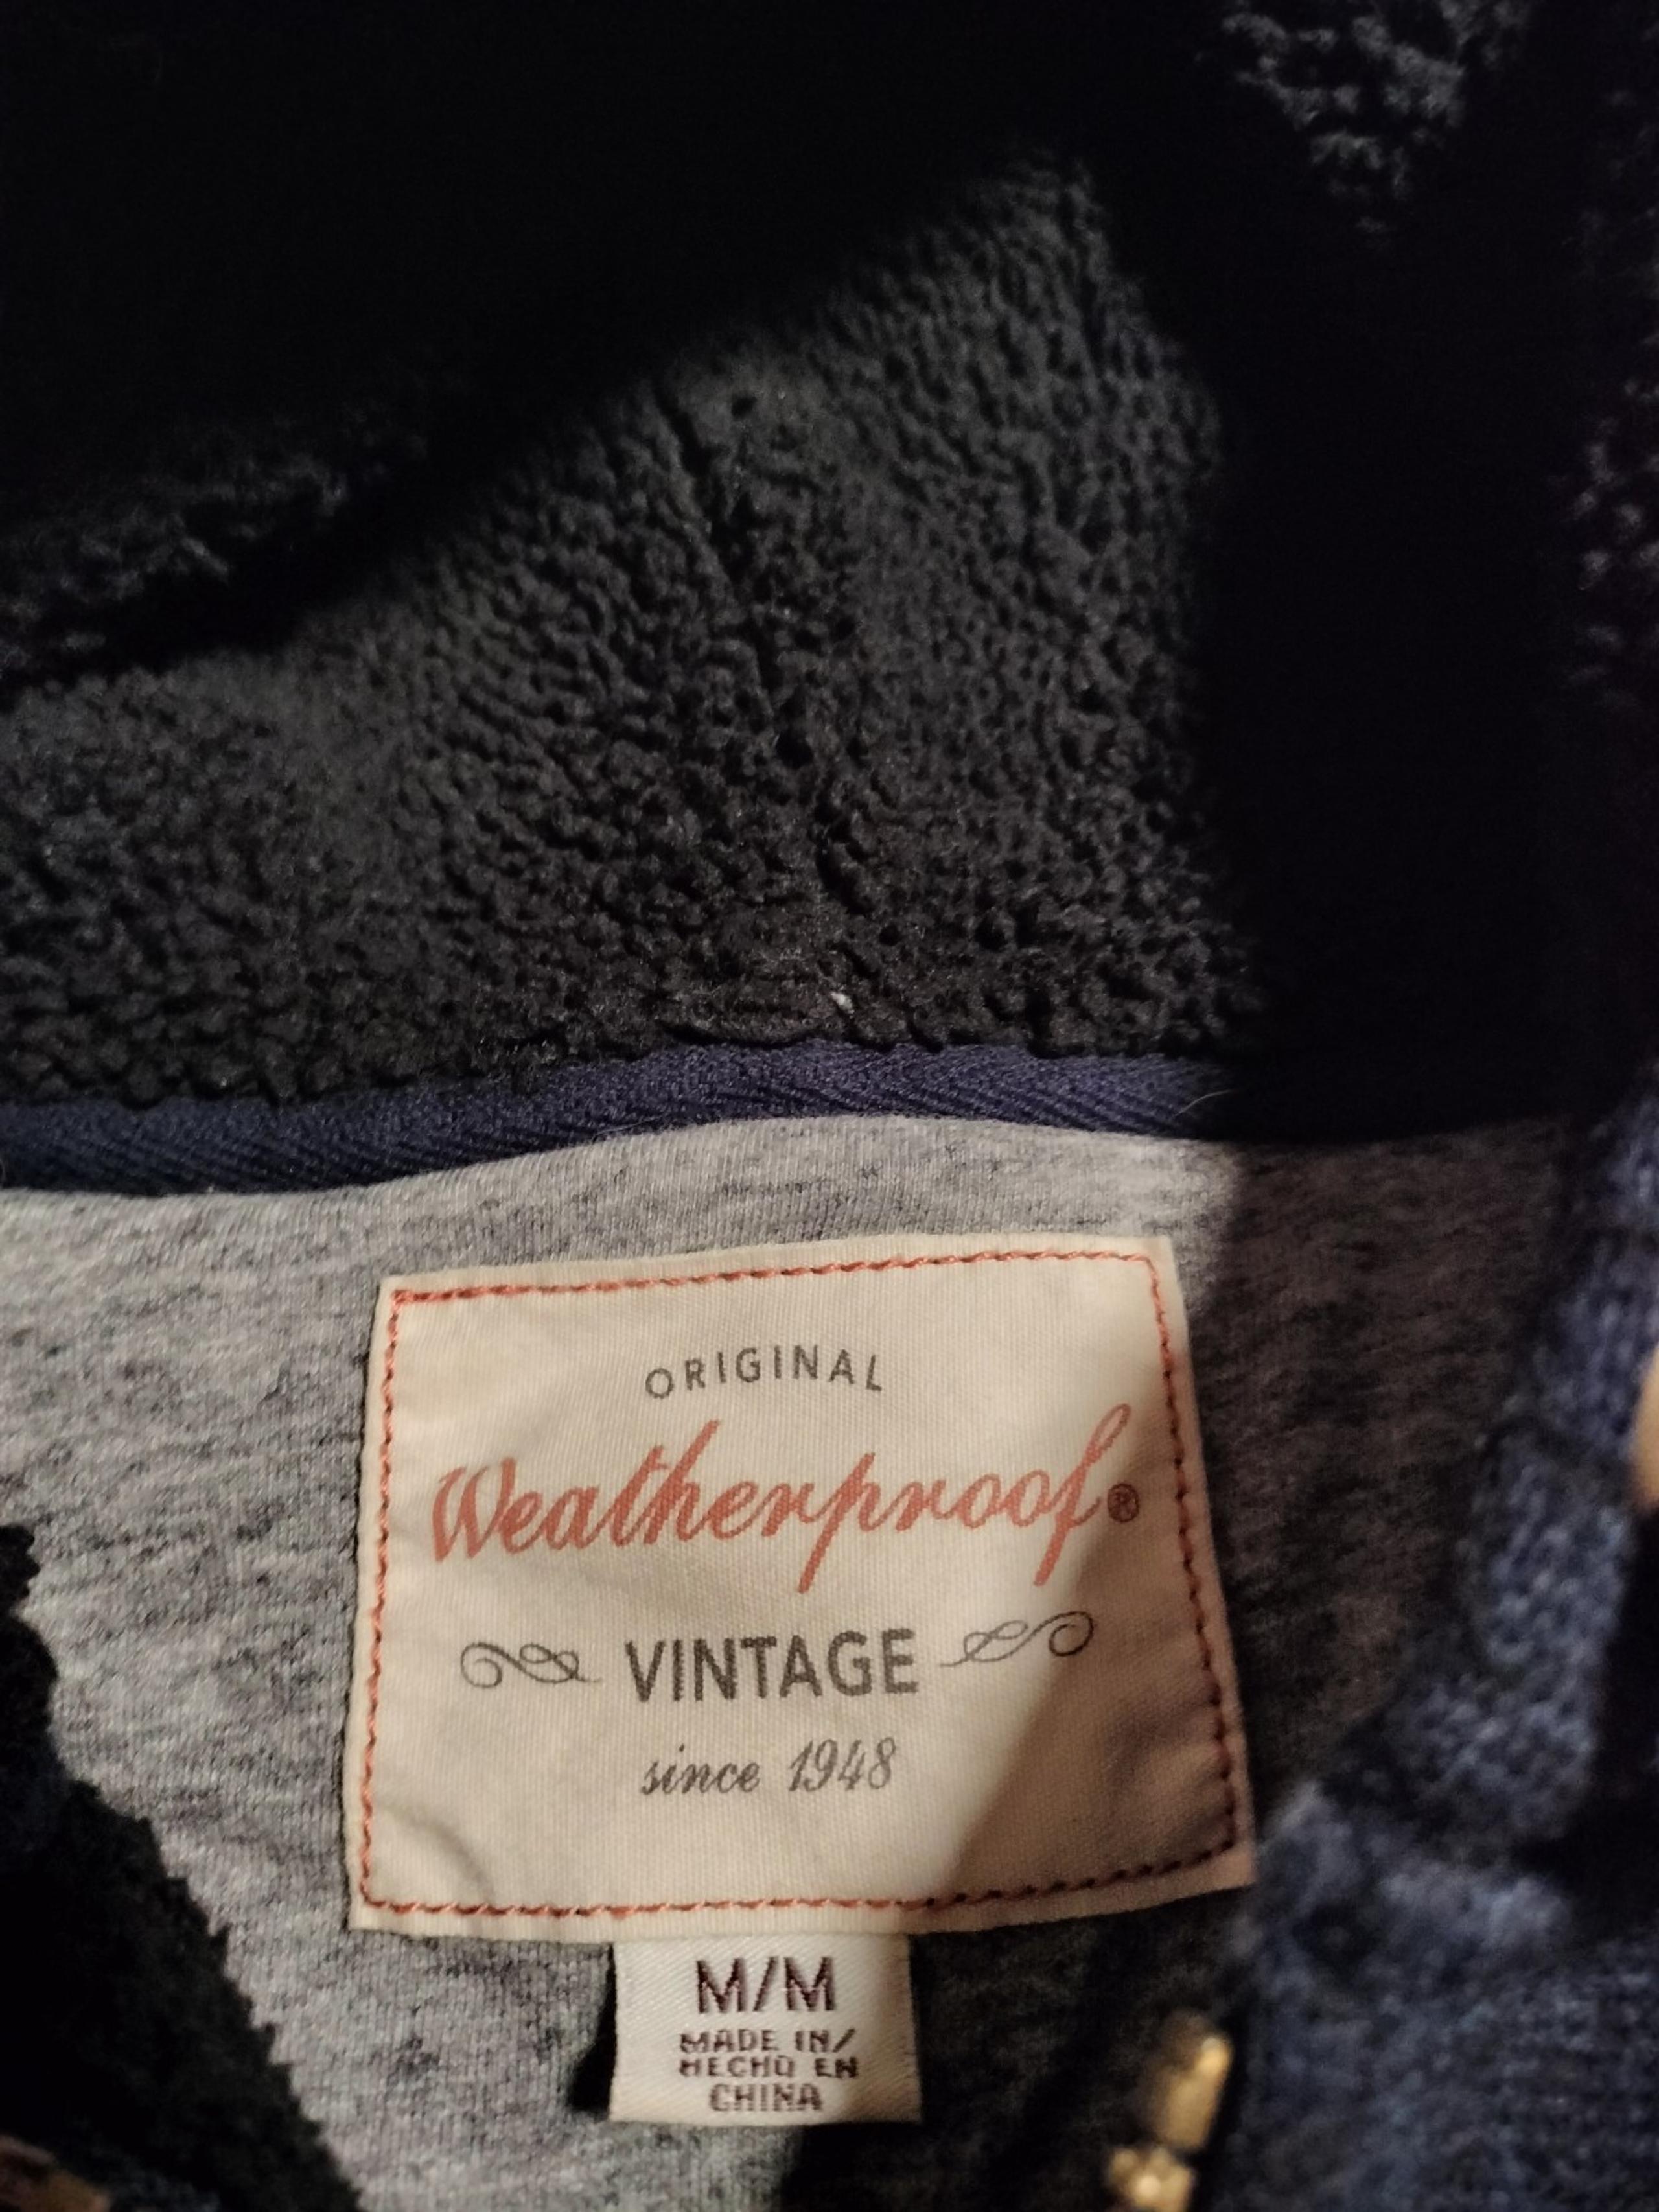 ORIGINAL
Weatherproof®
VINTAGE
since 1948
M/M
MADE IN/
HECHO EN
CHINA